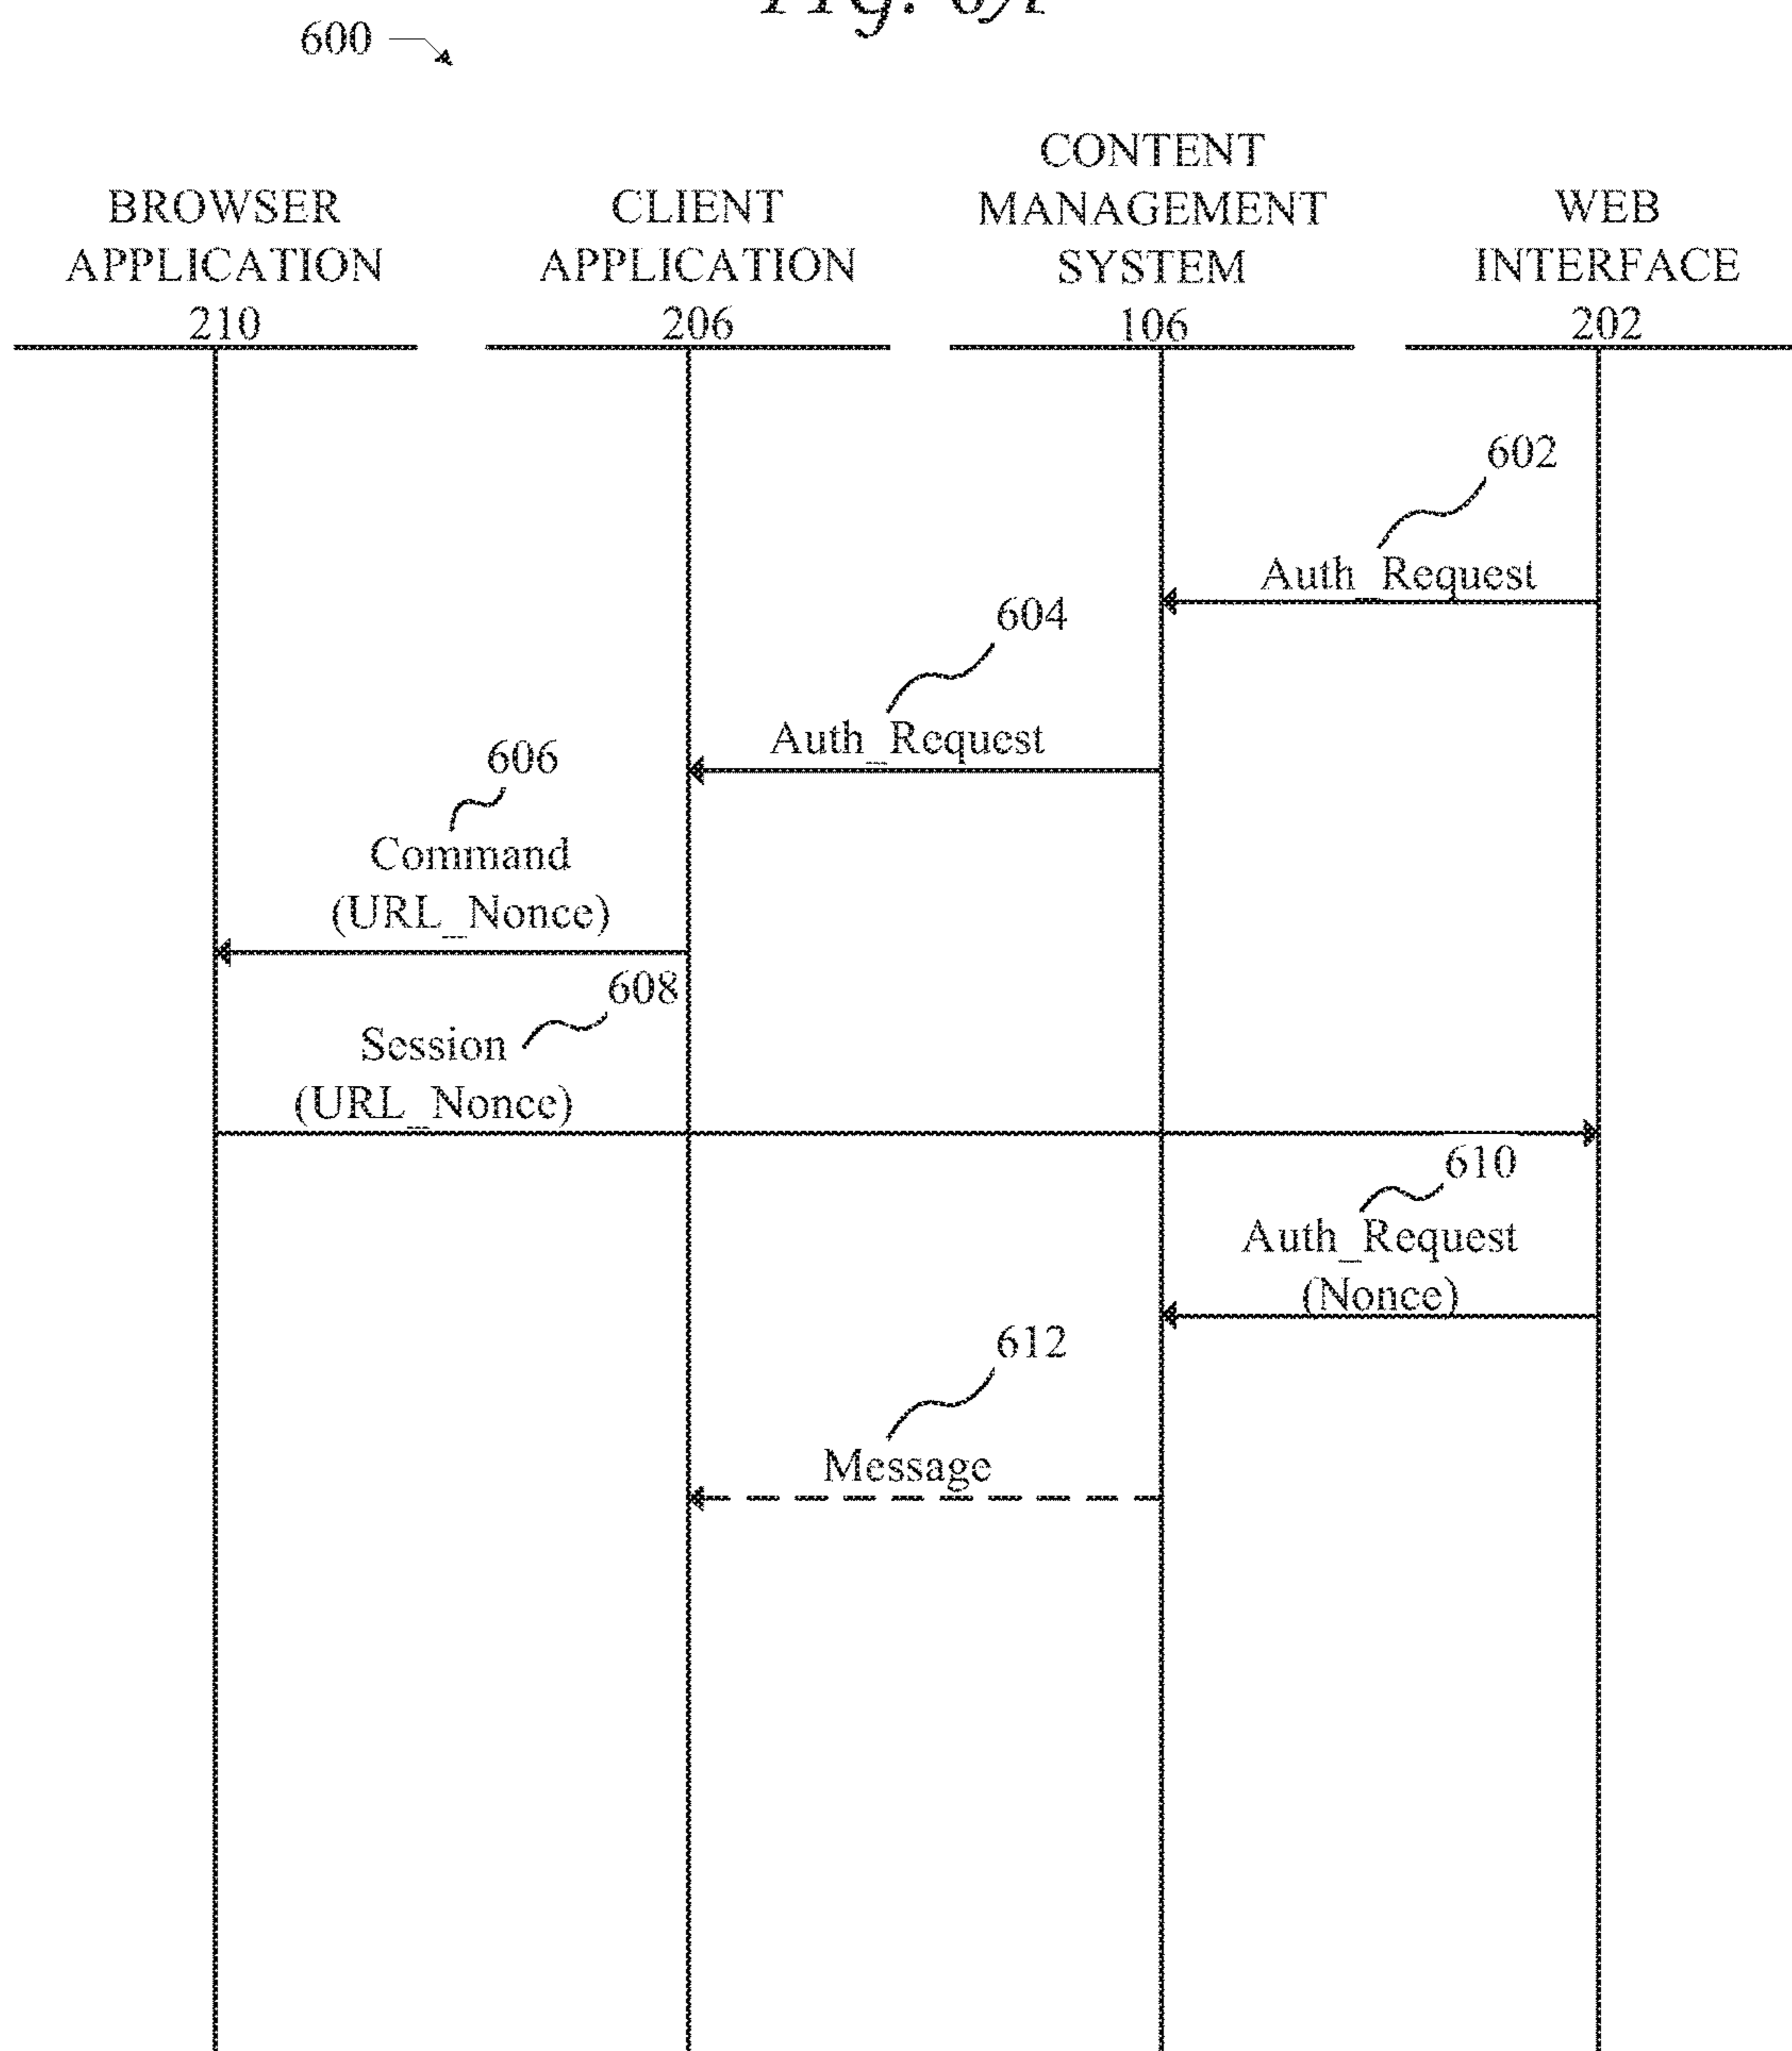 600
BROWSER
APPLICATION
210
CLIENT
APPLICATION
206
CONTENT
MANAGEMENT
SYSTEM
106
WEB
INTERFACE
202
602
Auth_Request
604
Auth_Request
606
Command
(URL_Nonce)
608
Session
(URL_Nonce)
610
Auth_Request
(Nonce)
612
Message